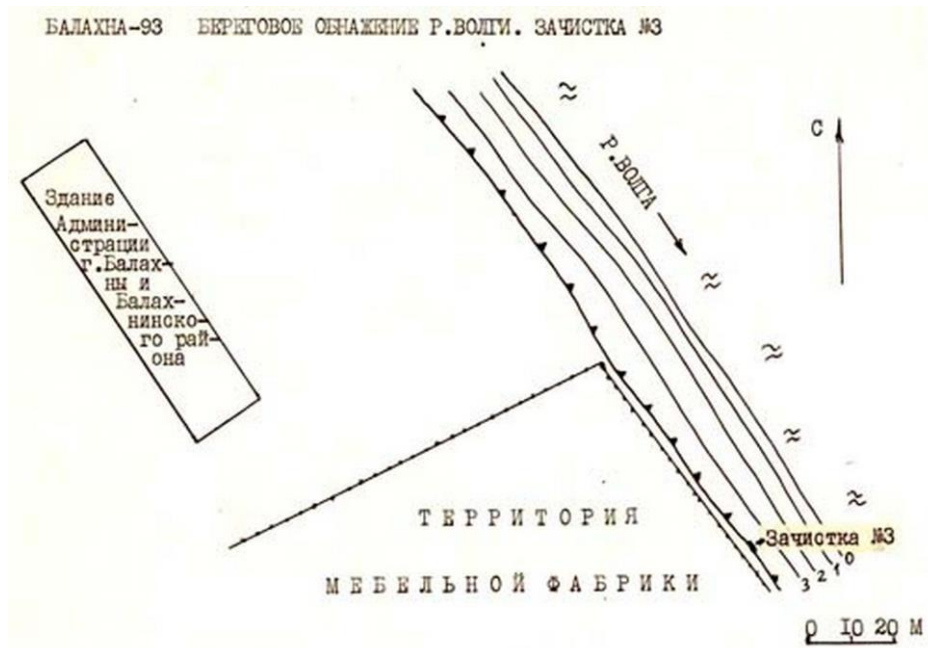 БАЛАХНА-93 БЕРЕГОВОЕ ОБНАЖЕНИЕ Р.ВОЛГИ. ЗАЧИСТКА №3
С
Р.ВОЛГА
Здание
Админи-
страции
г.Балах-
ны и
Балах-
нинско-
го рай-
она
ТЕРРИТОРИЯ
МЕБЕЛЬНОЙ ФАБРИКИ
Зачистка №3
3 2 1 0
0 10 20 М